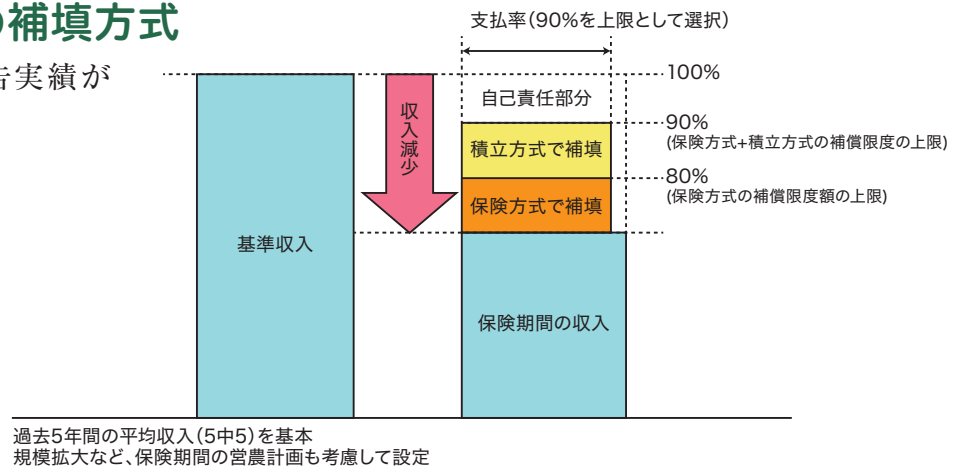 補填方式
実績が
支払率(90%を上限として選択)
100%
自己責任部分
収入減少
90%
(保険方式+積立方式の補償限度の上限)
積立方式で補填
80%
(保険方式の補償限度額の上限)
保険方式で補填
基準収入
保険期間の収入
過去5年間の平均収入(5中5)を基本
規模拡大など、保険期間の営農計画も考慮して設定